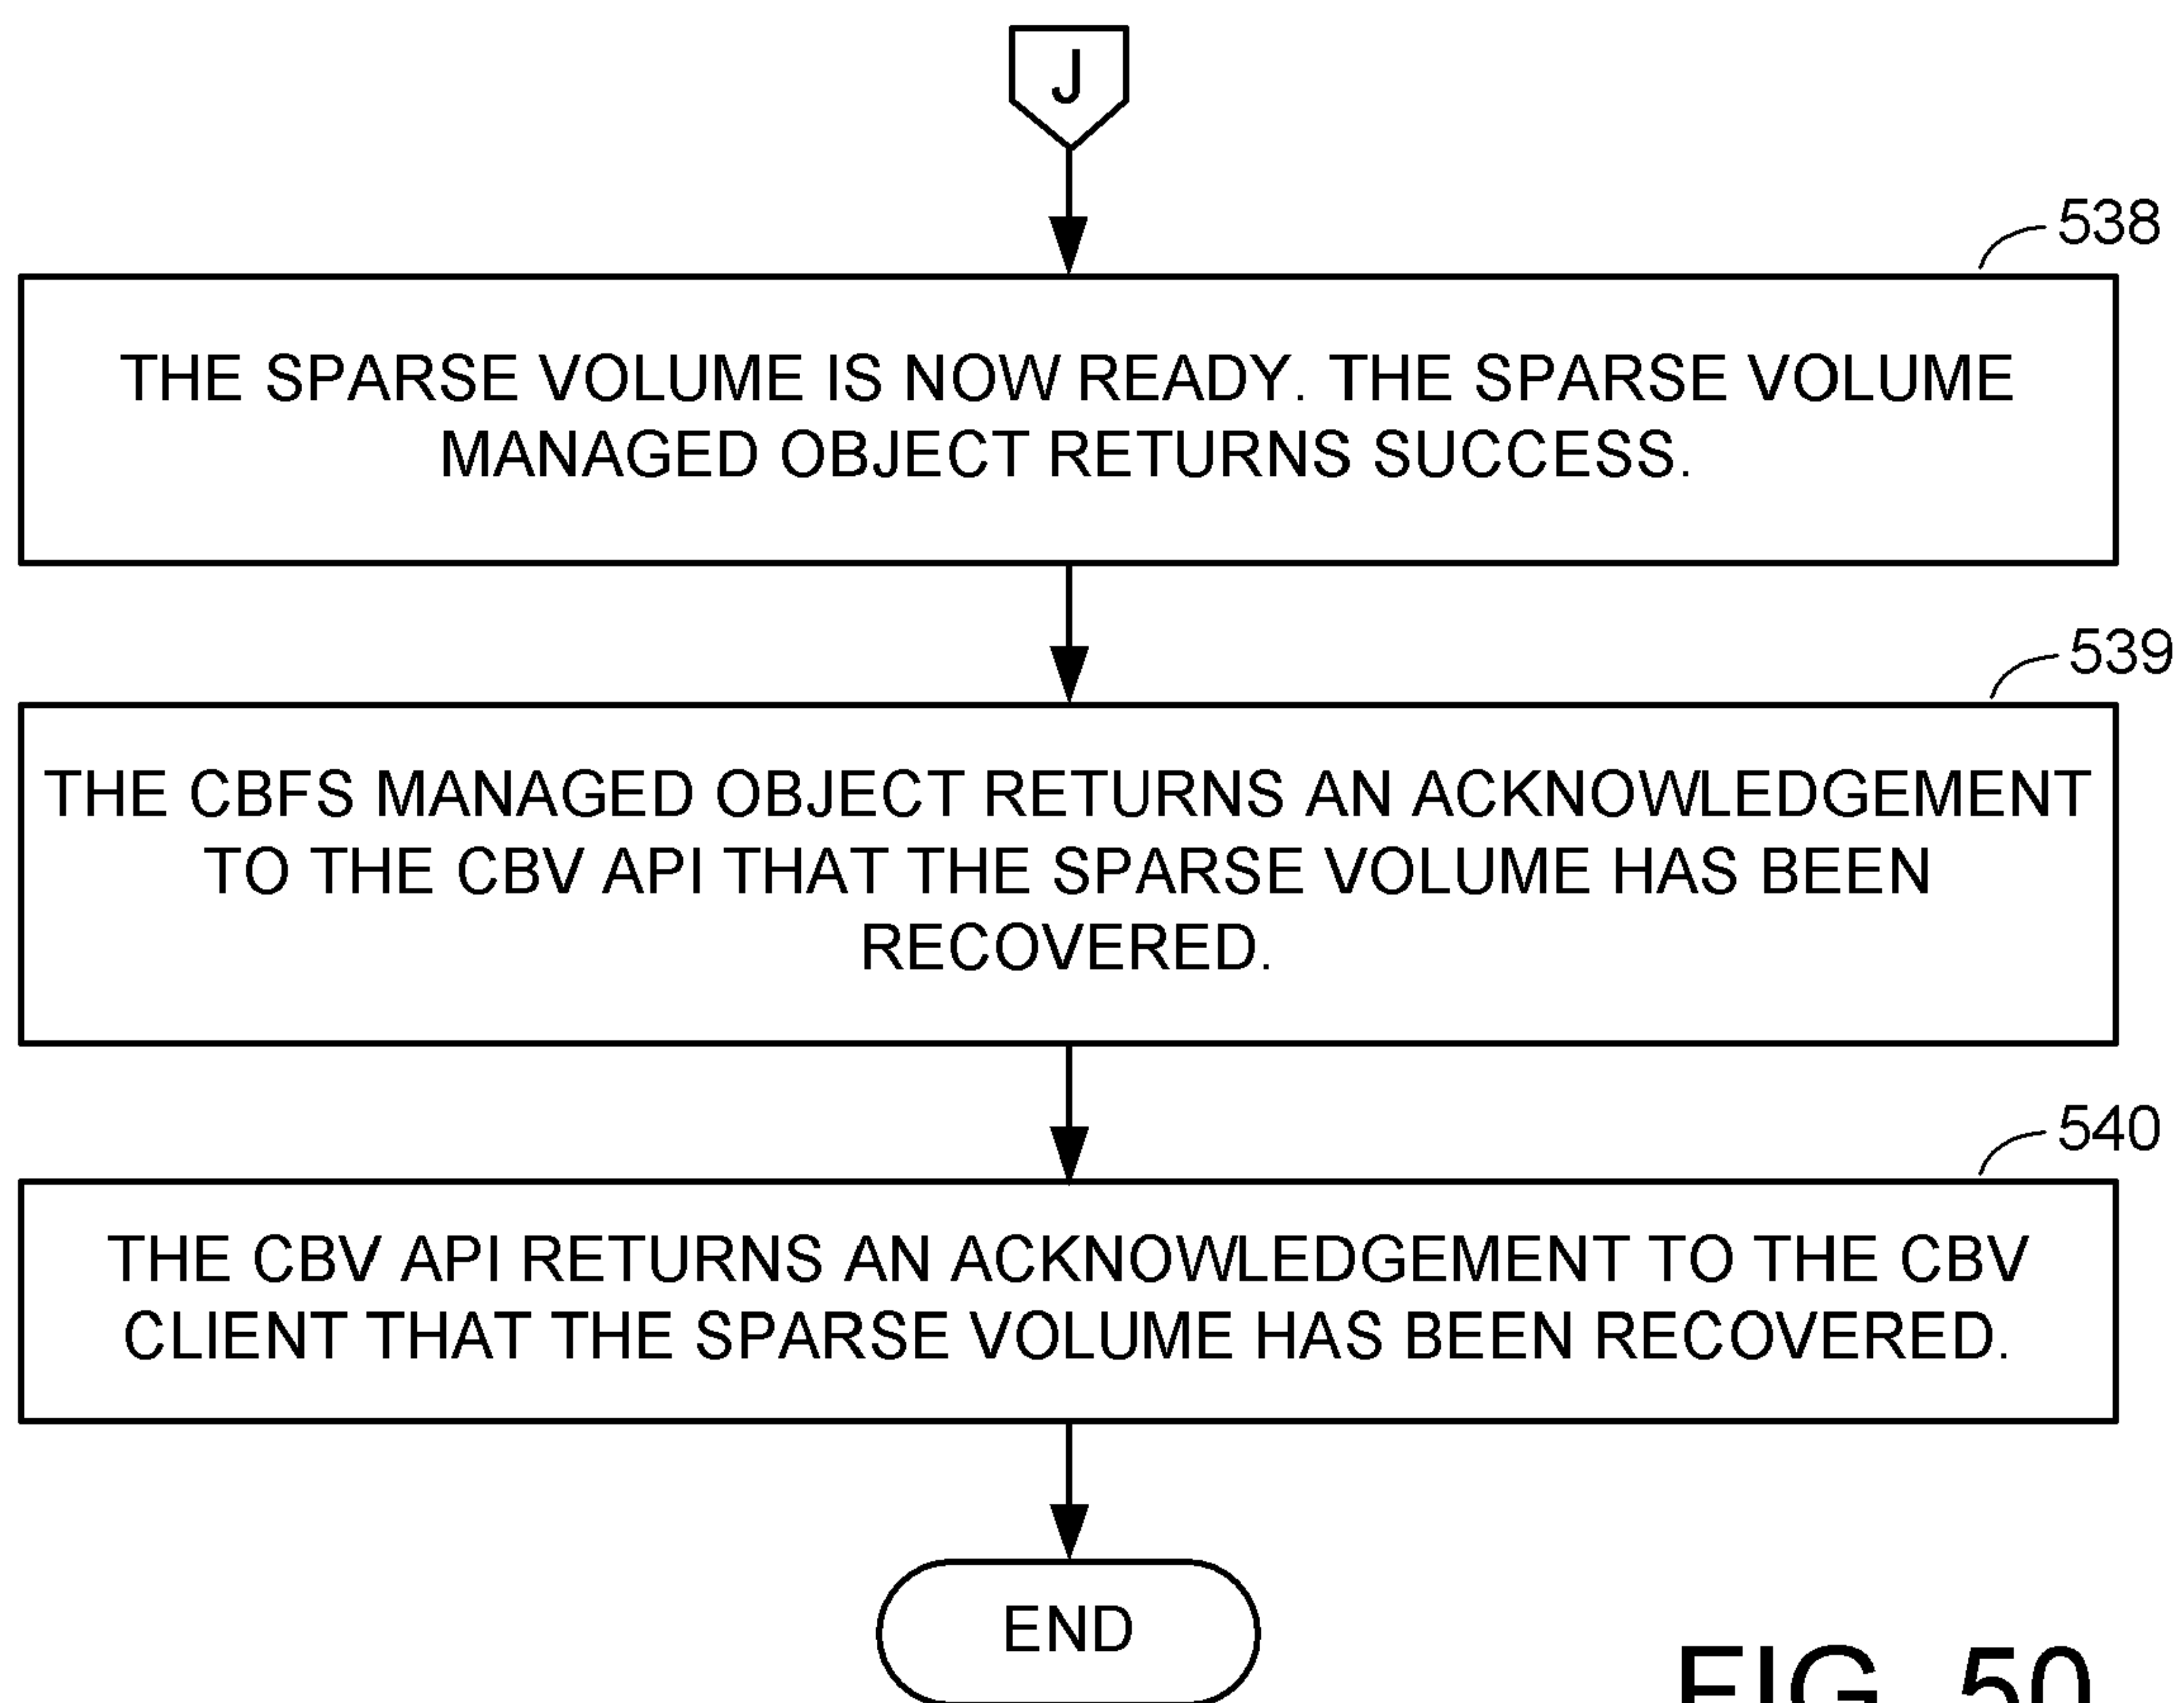 J
538
THE SPARSE VOLUME IS NOW READY. THE SPARSE VOLUME
MANAGED OBJECT RETURNS SUCCESS.
539
THE CBFS MANAGED OBJECT RETURNS AN ACKNOWLEDGEMENT
TO THE CBV API THAT THE SPARSE VOLUME HAS BEEN
RECOVERED.
540
THE CBV API RETURNS AN ACKNOWLEDGEMENT TO THE CBV
CLIENT THAT THE SPARSE VOLUME HAS BEEN RECOVERED.
END
FIG. 50